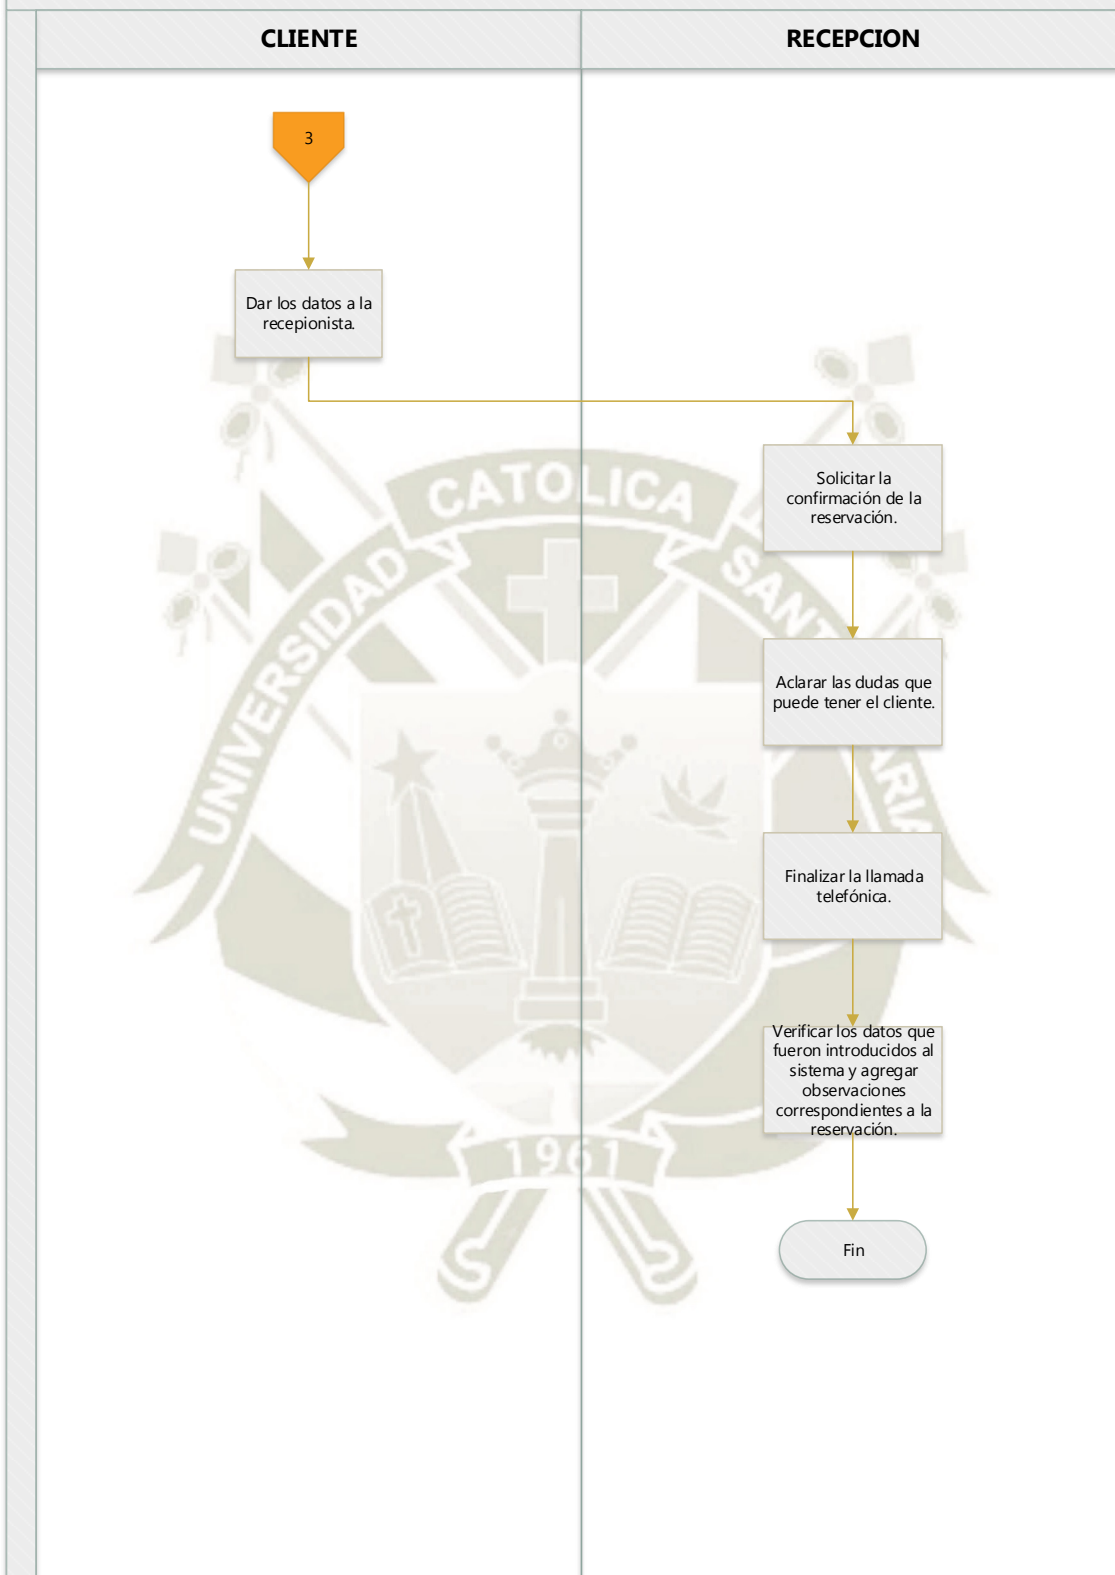 CLIENTE
RECEPCION
3
Dar los datos a la
recepionista.
Solicitar la
confirmación de la
reservación.
Aclarar las dudas que
puede tener el cliente.
Finalizar la llamada
telefónica.
Verificar los datos que
fueron introducidos al
sistema y agregar
observaciones
correspondientes a la
reservación.
Fin
UNIVERSIDAD
CATOLICA
1961